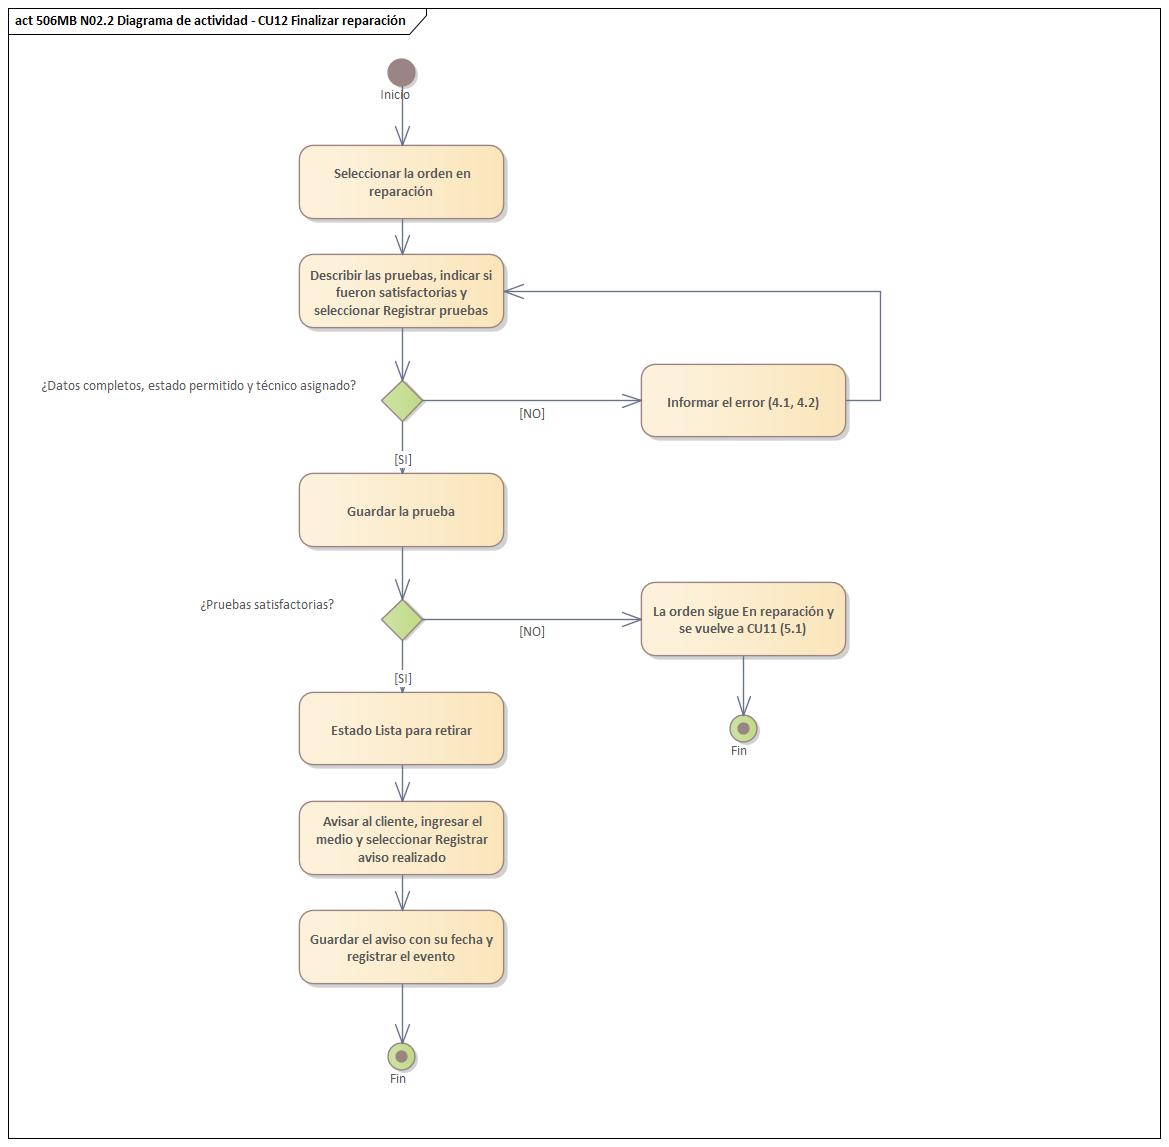 act 506MB N02.2 Diagrama de actividad - CU12 Finalizar reparación
Inicio
Seleccionar la orden en
reparación
Describir las pruebas, indicar si
fueron satisfactorias y
seleccionar Registrar pruebas
¿Datos completos, estado permitido y técnico asignado?
[NO]
Informar el error (4.1, 4.2)
[SI]
Guardar la prueba
¿Pruebas satisfactorias?
[NO]
La orden sigue En reparación y
se vuelve a CU11 (5.1)
[SI]
Estado Lista para retirar
Fin
Avisar al cliente, ingresar el
medio y seleccionar Registrar
aviso realizado
Guardar el aviso con su fecha y
registrar el evento
Fin